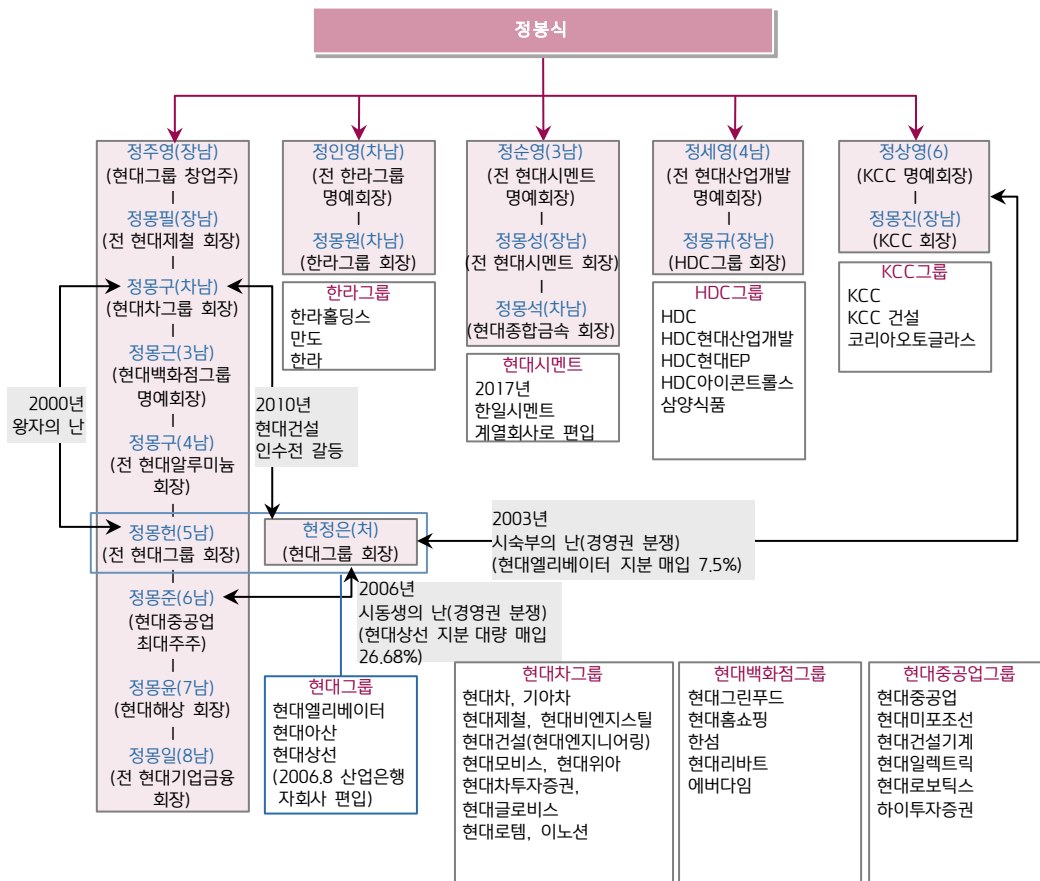 정봉식
정주영(장남)
(현대그룹 창업주)
정몽필(장남)
(전 현대제철 회장)
정몽구(차남)
(현대차그룹 회장)
정몽근(3남)
(현대백화점그룹
명예회장)
정몽구(4남)
(전 현대알루미늄
회장)
정몽헌(5남)
(전 현대그룹 회장)
정몽준(6남)
(현대중공업
최대주주)
정몽윤(7남)
(현대해상 회장)
정몽일(8남)
(전 현대기업금융
회장)
정인영(차남)
(전 한라그룹
명예회장)
정몽원(차남)
(한라그룹 회장)
한라그룹
한라홀딩스
만도
한라
정순영(3남)
(전 현대시멘트
명예회장)
정몽성(장남)
(전 현대시멘트 회장)
정몽석(차남)
(현대종합금속 회장)
현대시멘트
2017년
한일시멘트
계열회사로 편입
정세영(4남)
(전 현대산업개발
명예회장)
정몽규(장남)
(HDC그룹 회장)
HDC그룹
HDC
HDC현대산업개발
HDC현대EP
HDC아이콘트롤스
삼양식품
정상영(6)
(KCC 명예회장)
정몽진(장남)
(KCC 회장)
KCC그룹
KCC
KCC 건설
코리아오토글라스
2000년
왕자의 난
2010년
현대건설
인수전 갈등
현정은(처)
(현대그룹 회장)
2003년
시숙부의 난(경영권 분쟁)
(현대엘리베이터 지분 매입 7.5%)
2006년
시동생의 난(경영권 분쟁)
(현대상선 지분 대량 매입
26.68%)
현대그룹
현대엘리베이터
현대아산
현대상선
(2006.8 산업은행
자회사 편입)
현대차그룹
현대차, 기아차
현대제철, 현대비엔지스틸
현대건설(현대엔지니어링)
현대모비스, 현대위아
현대차투자증권,
현대글로비스
현대로템, 이노션
현대백화점그룹
현대그린푸드
현대홈쇼핑
한섬
현대리바트
에버다임
현대중공업그룹
현대중공업
현대미포조선
현대건설기계
현대일렉트릭
현대로보틱스
하이투자증권